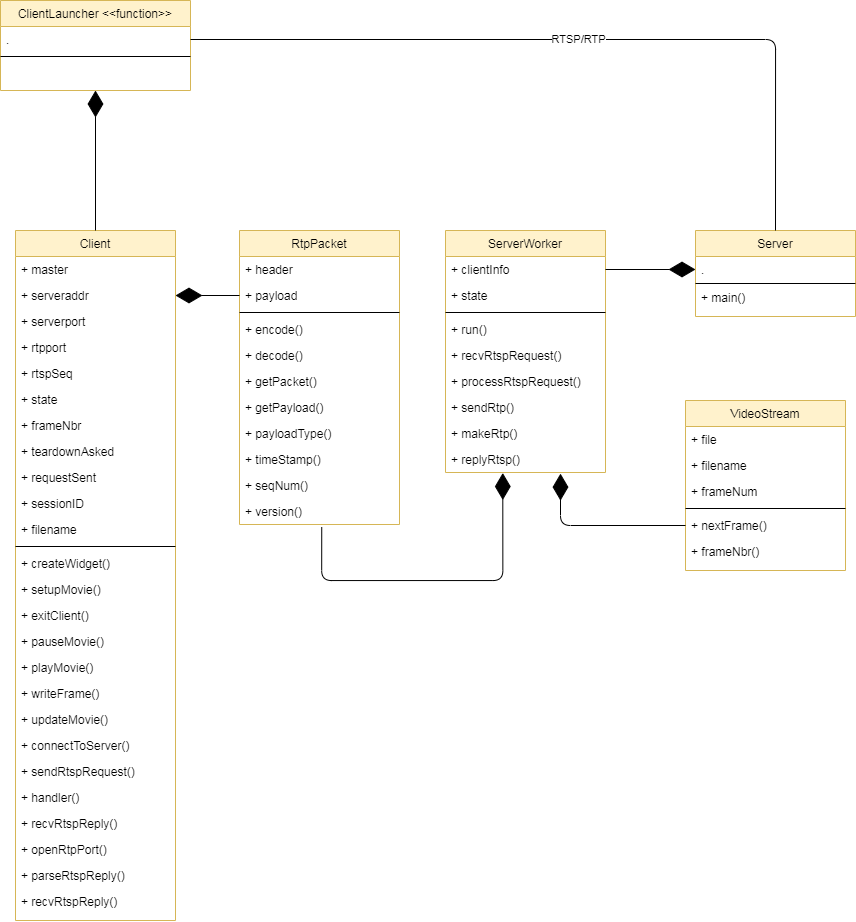 ClientLauncher <<function>>
.
RTSP/RTP
Client
+ master
+ serveraddr
+ serverport
+ rtpport
+ rtspSeq
+ state
+ frameNbr
+ teardownAsked
+ requestSent
+ sessionID
+ filename
+ createWidget()
+ setupMovie()
+ exitClient()
+ pauseMovie()
+ playMovie()
+ writeFrame()
+ updateMovie()
+ connectToServer()
+ sendRtspRequest()
+ handler()
+ recvRtspReply()
+ openRtpPort()
+ parseRtspReply()
+ recvRtspReply()
RtpPacket
+ header
+ payload
+ encode()
+ decode()
+ getPacket()
+ getPayload()
+ payloadType()
+ timeStamp()
+ seqNum()
+ version()
ServerWorker
+ clientInfo
+ state
+ run()
+ recvRtspRequest()
+ processRtspRequest()
+ sendRtp()
+ makeRtp()
+ replyRtsp()
Server
.
+ main()
VideoStream
+ file
+ filename
+ frameNum
+ nextFrame()
+ frameNbr()